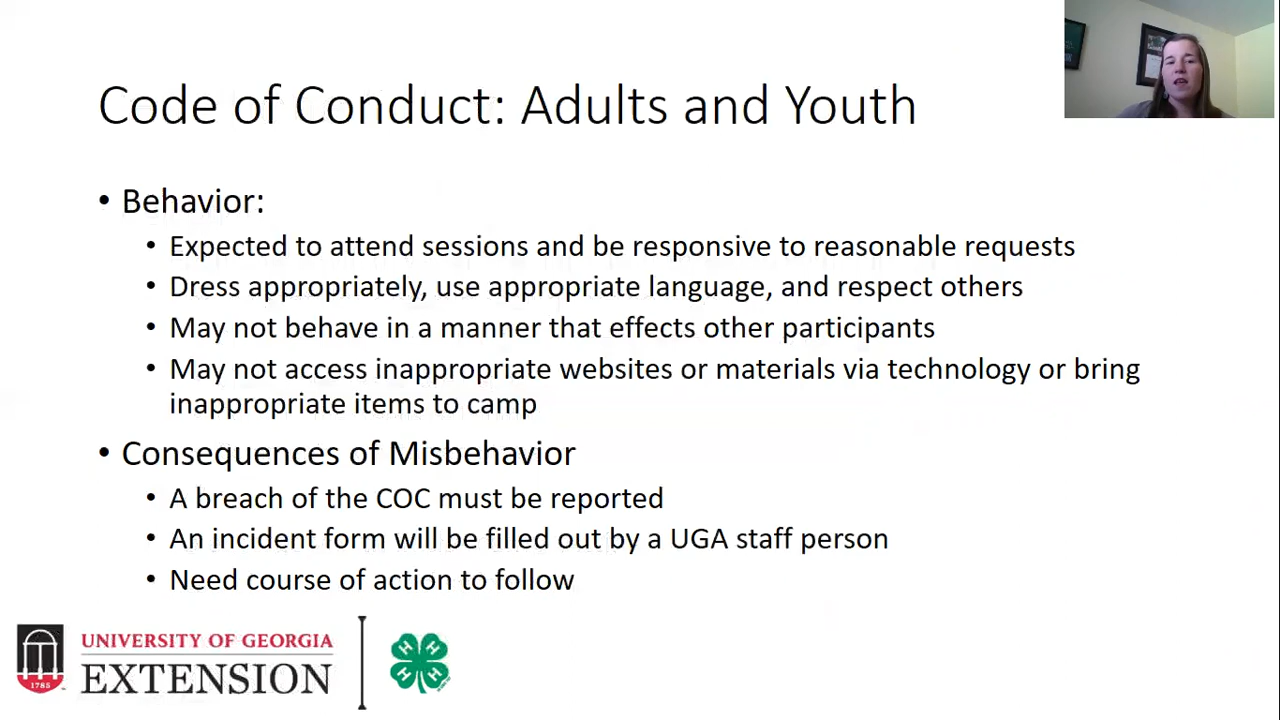 Code of Conduct: Adults and Youth
• Behavior:
• Expected to attend sessions and be responsive to reasonable requests
• Dress appropriately, use appropriate language, and respect others
• May not behave in a manner that effects other participants
• May not access inappropriate websites or materials via technology or bring
inappropriate items to camp
• Consequences of Misbehavior
• A breach of the COC must be reported
• An incident form will be filled out by a UGA staff person
• Need course of action to follow
1785
UNIVERSITY OF GEORGIA
EXTENSION
H H
H H